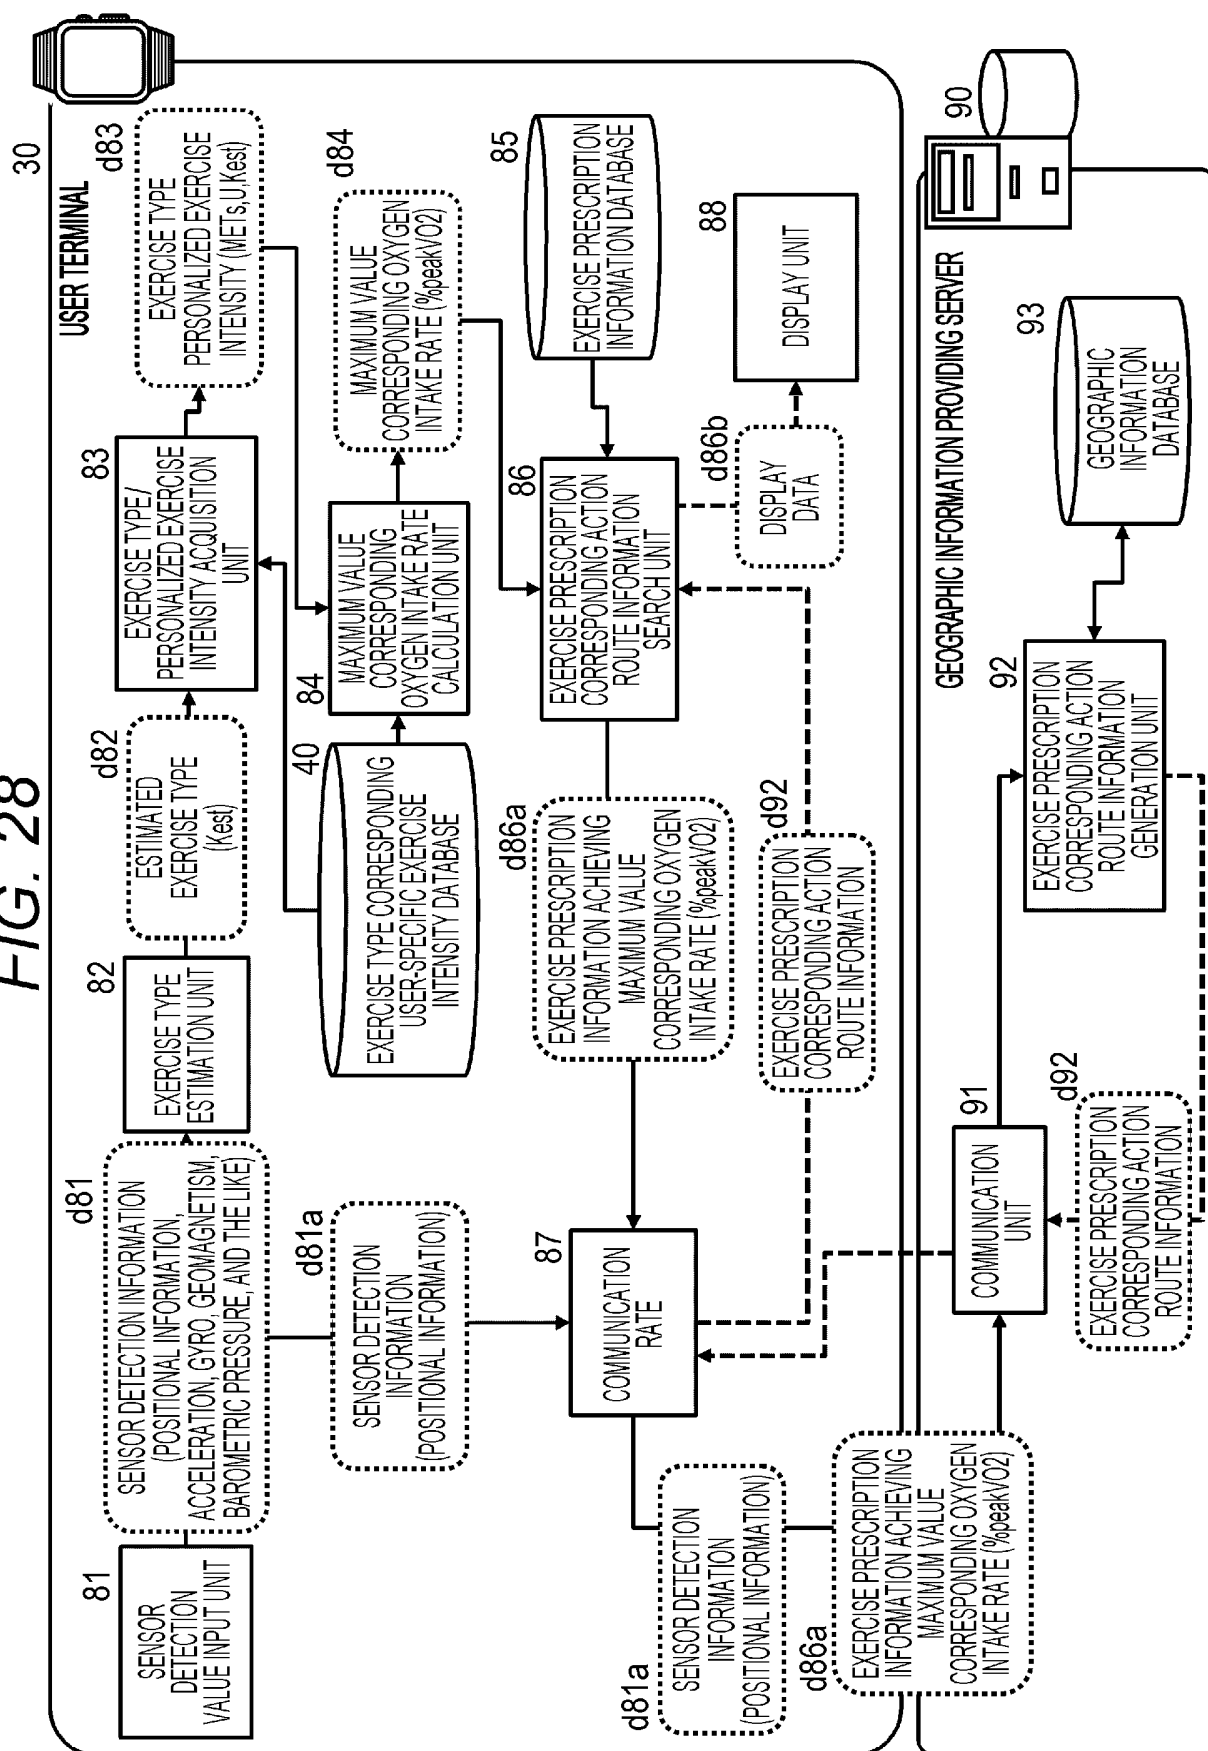 FIG. 28
30
USER TERMINAL
81
SENSOR
DETECTION
VALUE INPUT UNIT
d81
SENSOR DETECTION INFORMATION
(POSITIONAL INFORMATION,
ACCELERATION, GYRO, GEOMAGNETISM,
BAROMETRIC PRESSURE, AND THE LIKE)
82
EXERCISE TYPE
ESTIMATION UNIT
d82
ESTIMATED
EXERCISE TYPE
(Kest)
83
EXERCISE TYPE/
PERSONALIZED EXERCISE
INTENSITY ACQUISITION
UNIT
d83
EXERCISE TYPE
PERSONALIZED EXERCISE
INTENSITY (METs,U,Kest)
d81a
SENSOR DETECTION
INFORMATION
(POSITIONAL INFORMATION)
40
EXERCISE TYPE CORRESPONDING
USER-SPECIFIC EXERCISE
INTENSITY DATABASE
84
MAXIMUM VALUE
CORRESPONDING
OXYGEN INTAKE RATE
CALCULATION UNIT
d84
MAXIMUM VALUE
CORRESPONDING OXYGEN
INTAKE RATE (%peakVO2)
87
COMMUNICATION
RATE
d86a
EXERCISE PRESCRIPTION
INFORMATION ACHIEVING
MAXIMUM VALUE
CORRESPONDING OXYGEN
INTAKE RATE (%peakVO2)
86
EXERCISE PRESCRIPTION
CORRESPONDING ACTION
ROUTE INFORMATION
SEARCH UNIT
85
EXERCISE PRESCRIPTION
INFORMATION DATABASE
d81a
SENSOR DETECTION
INFORMATION
(POSITIONAL INFORMATION)
d92
EXERCISE PRESCRIPTION
CORRESPONDING ACTION
ROUTE INFORMATION
d86b
DISPLAY
DATA
88
DISPLAY UNIT
d86a
EXERCISE PRESCRIPTION
INFORMATION ACHIEVING
MAXIMUM VALUE
CORRESPONDING OXYGEN
INTAKE RATE (%peakVO2)
90
GEOGRAPHIC INFORMATION PROVIDING SERVER
91
COMMUNICATION
UNIT
92
EXERCISE PRESCRIPTION
CORRESPONDING ACTION
ROUTE INFORMATION
GENERATION UNIT
93
GEOGRAPHIC
INFORMATION
DATABASE
d92
EXERCISE PRESCRIPTION
CORRESPONDING ACTION
ROUTE INFORMATION